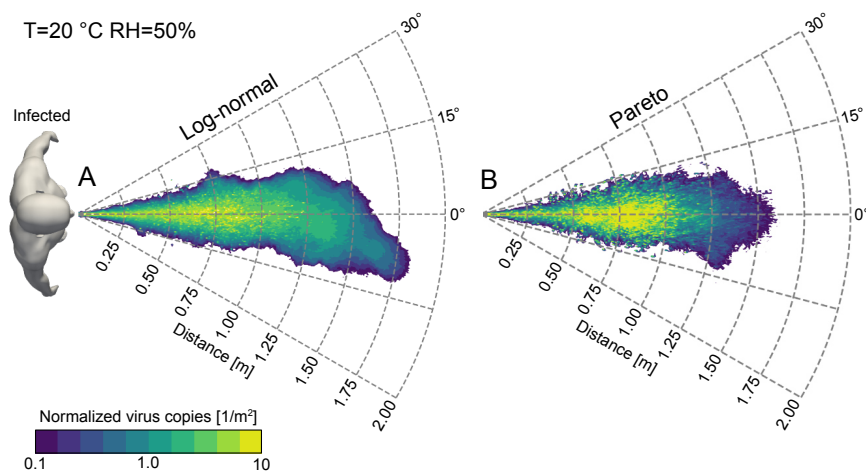 T=20 °C RH=50%
Infected
A
Log-normal
30°
15°
0°
0.25
0.50
0.75
1.00
1.25
1.50
1.75
2.00
Distance [m]
B
Pareto
30°
15°
0°
0.25
0.50
0.75
1.00
1.25
1.50
1.75
2.00
Distance [m]
Normalized virus copies [1/m²]
0.1 1.0 10